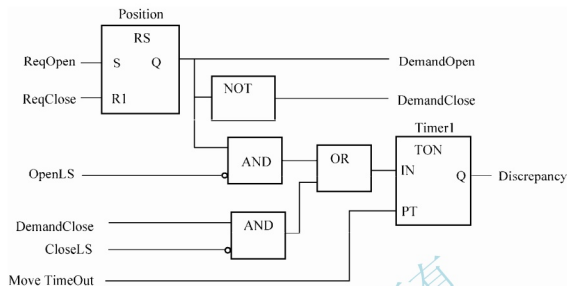 Position
RS
ReqOpen
S
Q
DemandOpen
ReqClose
R1
NOT
DemandClose
Timer1
TON
AND
OR
IN
Q
Discrepancy
OpenLS
PT
DemandClose
AND
CloseLS
Move TimeOut